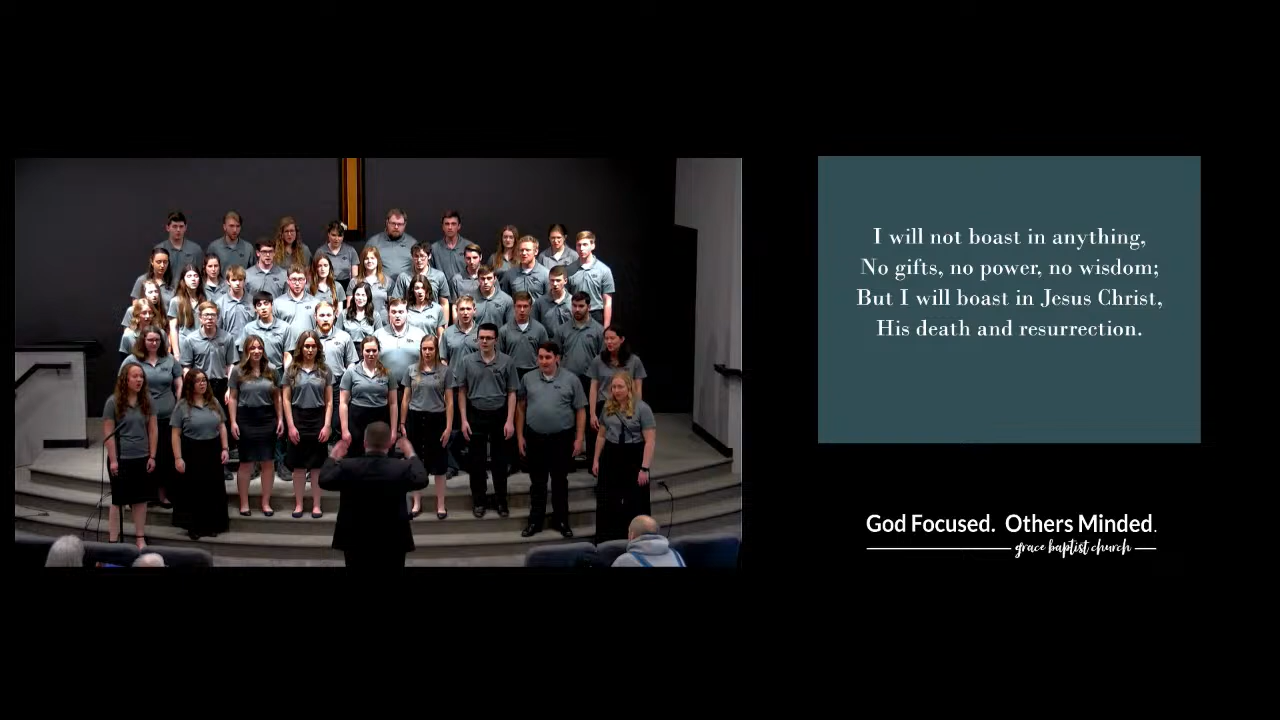 I will not boast in anything,
No gifts, no power, no wisdom;
But I will boast in Jesus Christ,
His death and resurrection.
God Focused. Others Minded.
grace baptist church